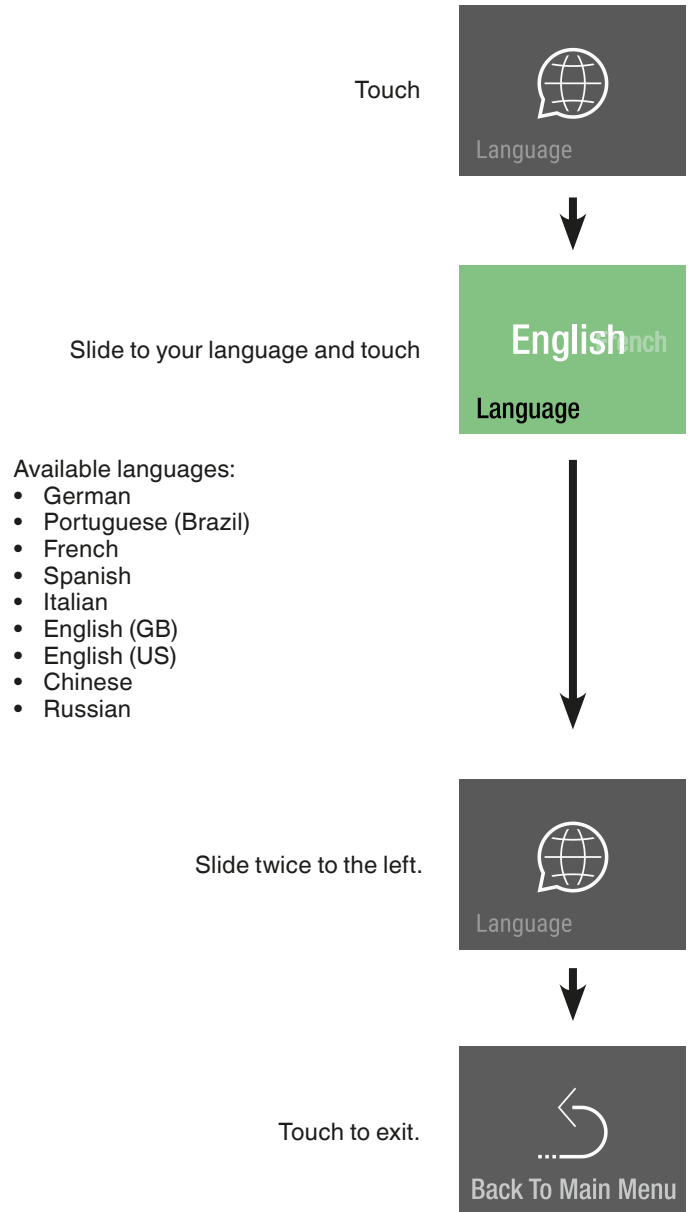 Touch
Language
Slide to your language and touch
English French
Language
Available languages:
• German
• Portuguese (Brazil)
• French
• Spanish
• Italian
• English (GB)
• English (US)
• Chinese
• Russian
Slide twice to the left.
Language
Touch to exit.
Back To Main Menu